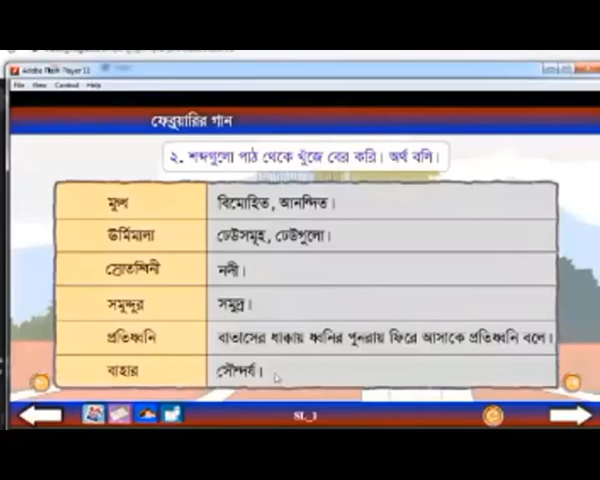 Adobe Flash Player 11
File View Control Help
ফেব্রুয়ারির গান
২. শব্দগুলো পাঠ থেকে খুঁজে বের করি। অর্থ বলি।
মুগ্ধ বিমোহিত, আনন্দিত।
ঊর্মিমালা ঢেউসমূহ, ঢেউগুলো।
স্রোতস্বিনী নদী।
সমুদ্দুর সমুদ্র।
প্রতিধ্বনি বাতাসের ধাক্কায় ধ্বনির পুনরায় ফিরে আসাকে প্রতিধ্বনি বলে।
বাহার সৌন্দর্য।
SL_1